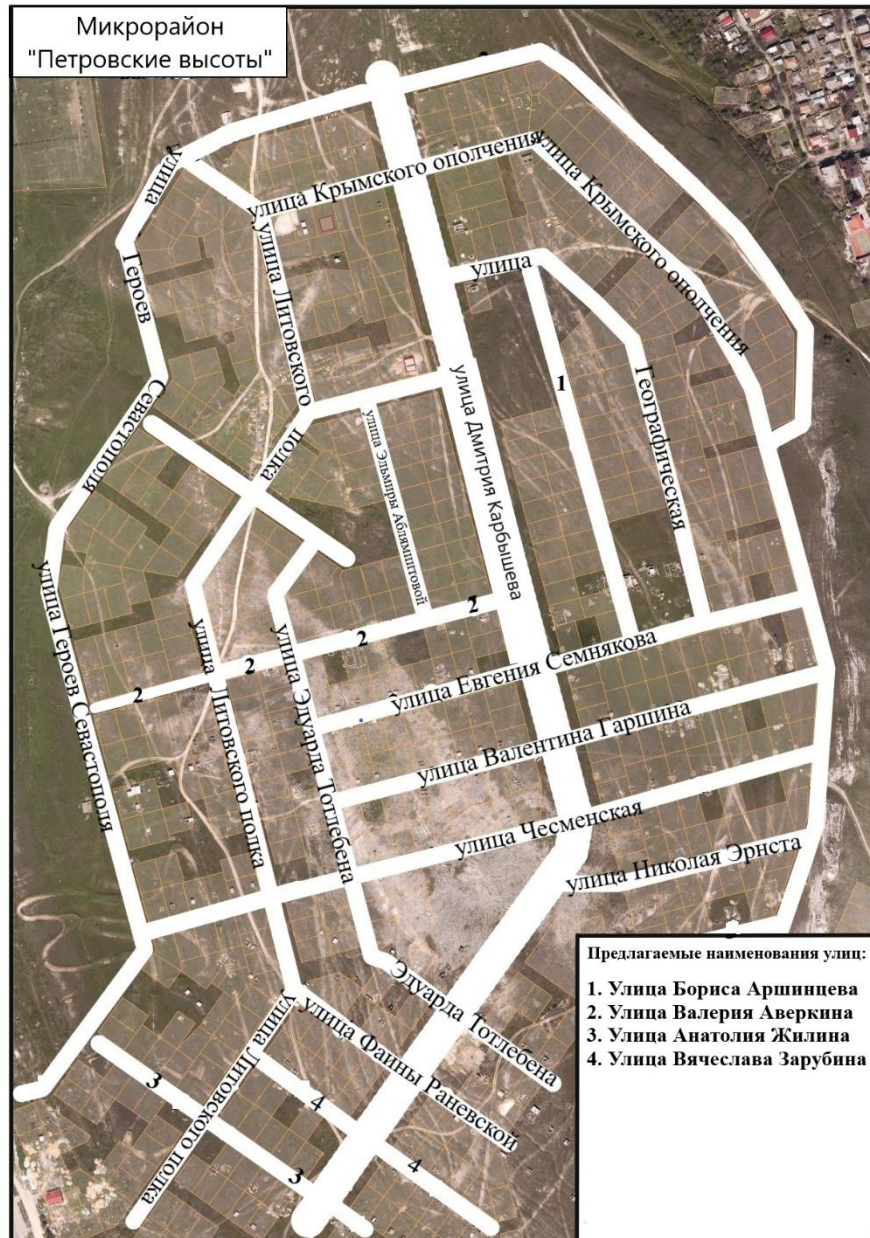 Микрорайон
"Петровские высоты"
улица Крымского ополчения
улица Крымского ополчения
улица
Героев
Севастополя
улица Литовского
полка
улица
Географическая
1
улица Дмитрия Карбышева
улица Эльмиры Аблямитовой
2
2
2
2
улица Героев Севастополя
улица Литовского полка
улица Эдуарда Тотлебена
улица Евгения Семнякова
улица Валентина Гаршина
улица Чесменская
улица Николая Эрнста
Эдуарда Тотлебена
улица Фаины Раневской
улица Литовского полка
3
3
4
4
Предлагаемые наименования улиц:
1. Улица Бориса Аршинцева
2. Улица Валерия Аверкина
3. Улица Анатолия Жилина
4. Улица Вячеслава Зарубина